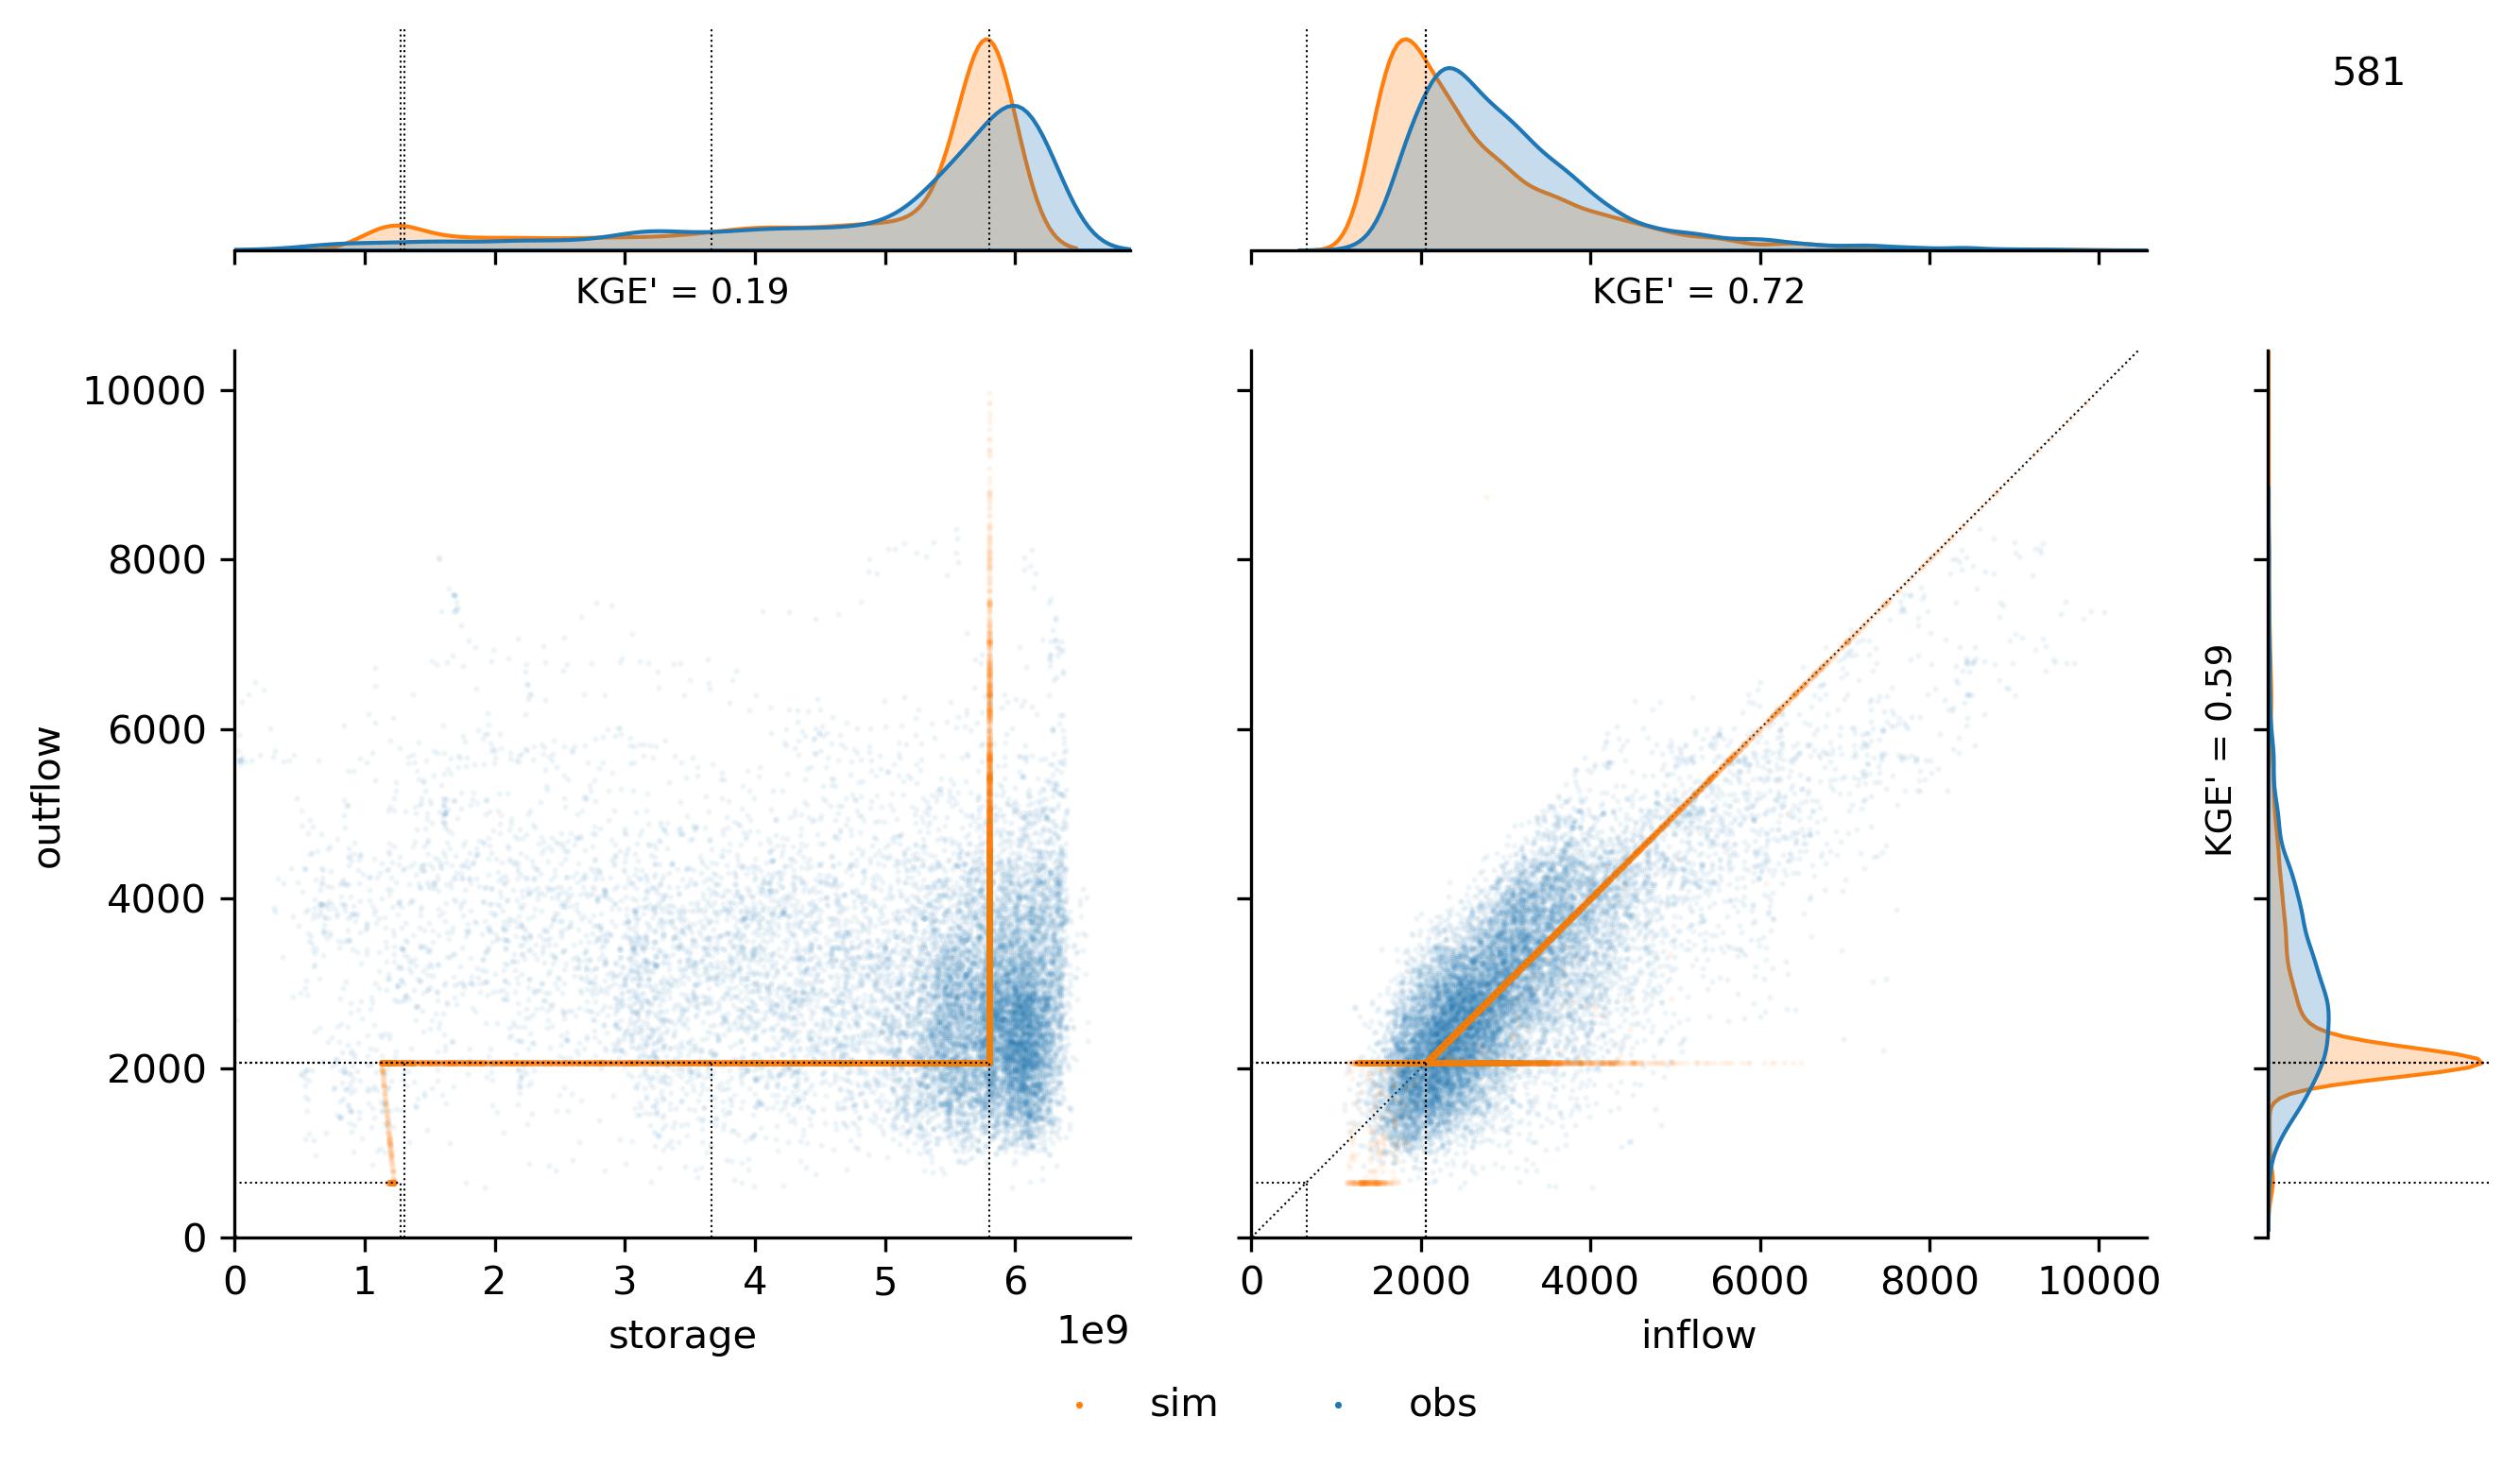 581
KGE' = 0.19
KGE' = 0.72
10000
8000
6000
4000
2000
0
outflow
KGE' = 0.59
0 1 2 3 4 5 6
0 2000 4000 6000 8000 10000
storage
1e9
inflow
sim
obs